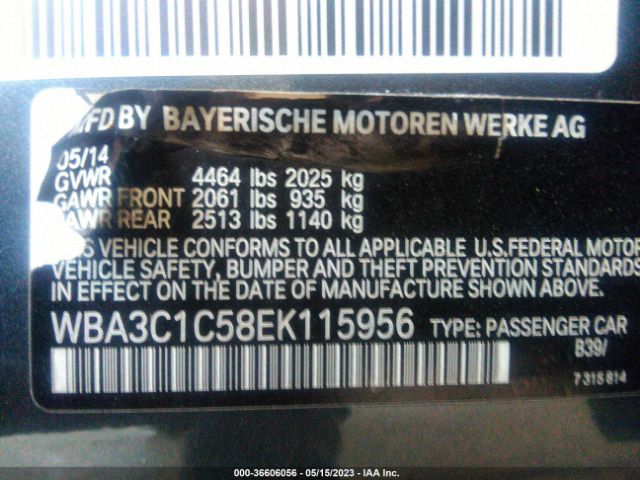 MFD BY BAYERISCHE MOTOREN WERKE AG
05/14
GVWR 4464 lbs 2025 kg
GAWR FRONT 2061 lbs 935 kg
GAWR REAR 2513 lbs 1140 kg
VEHICLE CONFORMS TO ALL APPLICABLE U.S.FEDERAL MOTOR
VEHICLE SAFETY, BUMPER AND THEFT PREVENTION STANDARDS
EFFECT ON THE DATE OF MANUFACTURE SHOWN ABOVE.
WBA3C1C58EK115956 TYPE: PASSENGER CAR
B39/
7 315 814
000-36606056 - 05/15/2023 - IAA Inc.